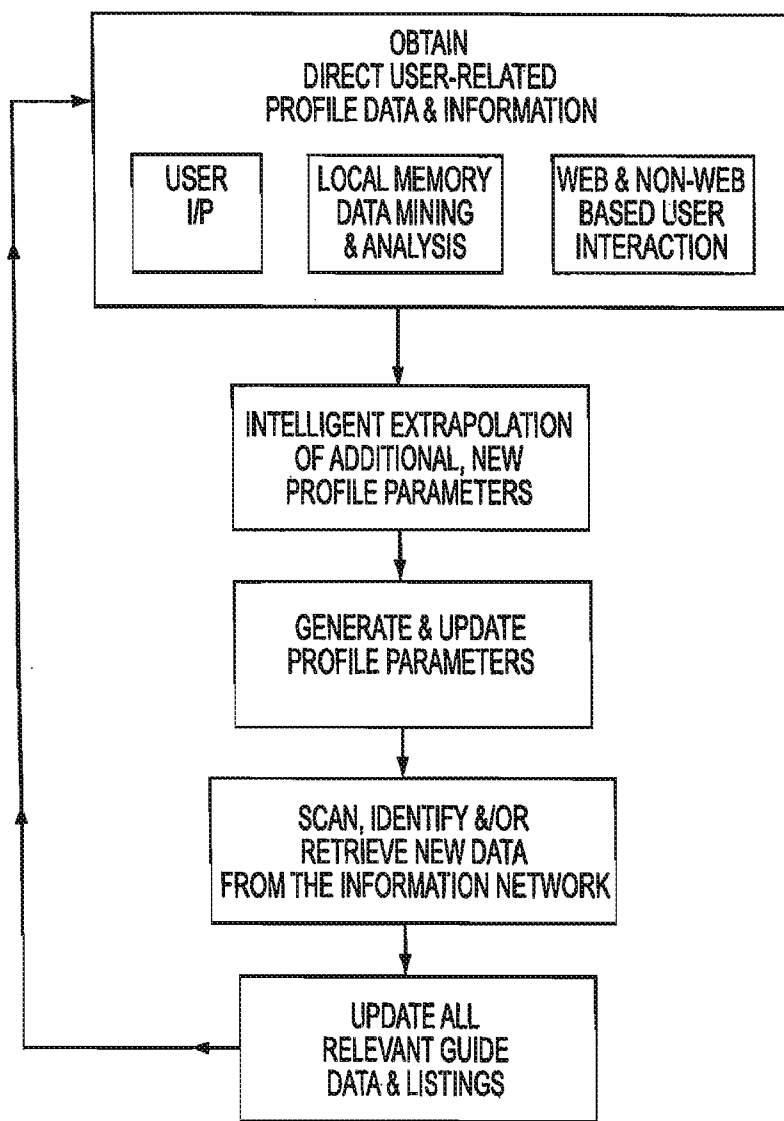 OBTAIN
DIRECT USER-RELATED
PROFILE DATA & INFORMATION
USER
I/P
LOCAL MEMORY
DATA MINING
& ANALYSIS
WEB & NON-WEB
BASED USER
INTERACTION
INTELLIGENT EXTRAPOLATION
OF ADDITIONAL, NEW
PROFILE PARAMETERS
GENERATE & UPDATE
PROFILE PARAMETERS
SCAN, IDENTIFY &/OR
RETRIEVE NEW DATA
FROM THE INFORMATION NETWORK
UPDATE ALL
RELEVANT GUIDE
DATA & LISTINGS